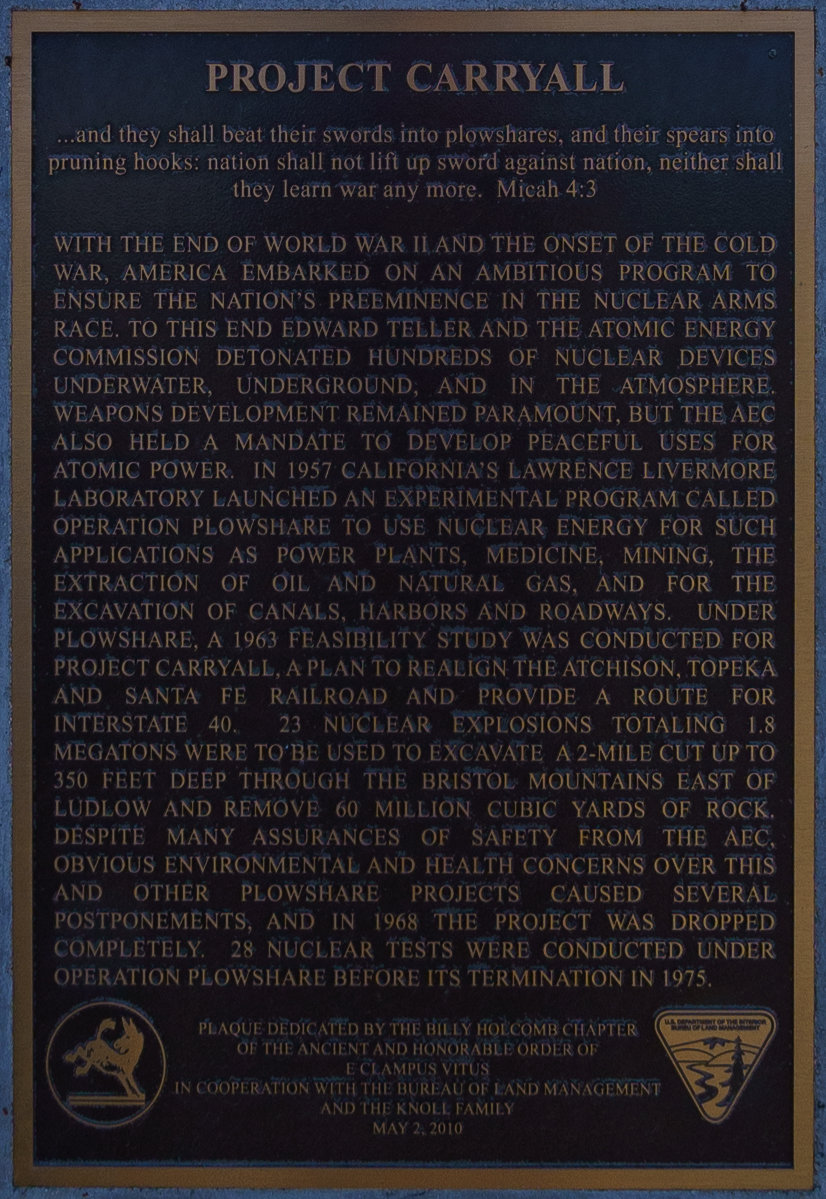 PROJECT CARRYALL
...and they shall beat their swords into plowshares, and their spears into
pruning hooks: nation shall not lift up sword against nation, neither shall
they learn war any more. Micah 4:3
WITH THE END OF WORLD WAR II AND THE ONSET OF THE COLD
WAR, AMERICA EMBARKED ON AN AMBITIOUS PROGRAM TO
ENSURE THE NATION'S PREEMINENCE IN THE NUCLEAR ARMS
RACE. TO THIS END EDWARD TELLER AND THE ATOMIC ENERGY
COMMISSION DETONATED HUNDREDS OF NUCLEAR DEVICES
UNDERWATER, UNDERGROUND, AND IN THE ATMOSPHERE.
WEAPONS DEVELOPMENT REMAINED PARAMOUNT, BUT THE AEC
ALSO HELD A MANDATE TO DEVELOP PEACEFUL USES FOR
ATOMIC POWER. IN 1957 CALIFORNIA'S LAWRENCE LIVERMORE
LABORATORY LAUNCHED AN EXPERIMENTAL PROGRAM CALLED
OPERATION PLOWSHARE TO USE NUCLEAR ENERGY FOR SUCH
APPLICATIONS AS POWER PLANTS, MEDICINE, MINING, THE
EXTRACTION OF OIL AND NATURAL GAS, AND FOR THE
EXCAVATION OF CANALS, HARBORS AND ROADWAYS. UNDER
PLOWSHARE, A 1963 FEASIBILITY STUDY WAS CONDUCTED FOR
PROJECT CARRYALL, A PLAN TO REALIGN THE ATCHISON, TOPEKA
AND SANTA FE RAILROAD AND PROVIDE A ROUTE FOR
INTERSTATE 40. 23 NUCLEAR EXPLOSIONS TOTALING 1.8
MEGATONS WERE TO BE USED TO EXCAVATE A 2-MILE CUT UP TO
350 FEET DEEP THROUGH THE BRISTOL MOUNTAINS EAST OF
LUDLOW AND REMOVE 60 MILLION CUBIC YARDS OF ROCK.
DESPITE MANY ASSURANCES OF SAFETY FROM THE AEC,
OBVIOUS ENVIRONMENTAL AND HEALTH CONCERNS OVER THIS
AND OTHER PLOWSHARE PROJECTS CAUSED SEVERAL
POSTPONEMENTS, AND IN 1968 THE PROJECT WAS DROPPED
COMPLETELY. 28 NUCLEAR TESTS WERE CONDUCTED UNDER
OPERATION PLOWSHARE BEFORE ITS TERMINATION IN 1975.
PLAQUE DEDICATED BY THE BILLY HOLCOMB CHAPTER
OF THE ANCIENT AND HONORABLE ORDER OF
E CLAMPUS VITUS
IN COOPERATION WITH THE BUREAU OF LAND MANAGEMENT
AND THE KNOLL FAMILY
MAY 2, 2010
U.S. DEPARTMENT OF THE INTERIOR
BUREAU OF LAND MANAGEMENT